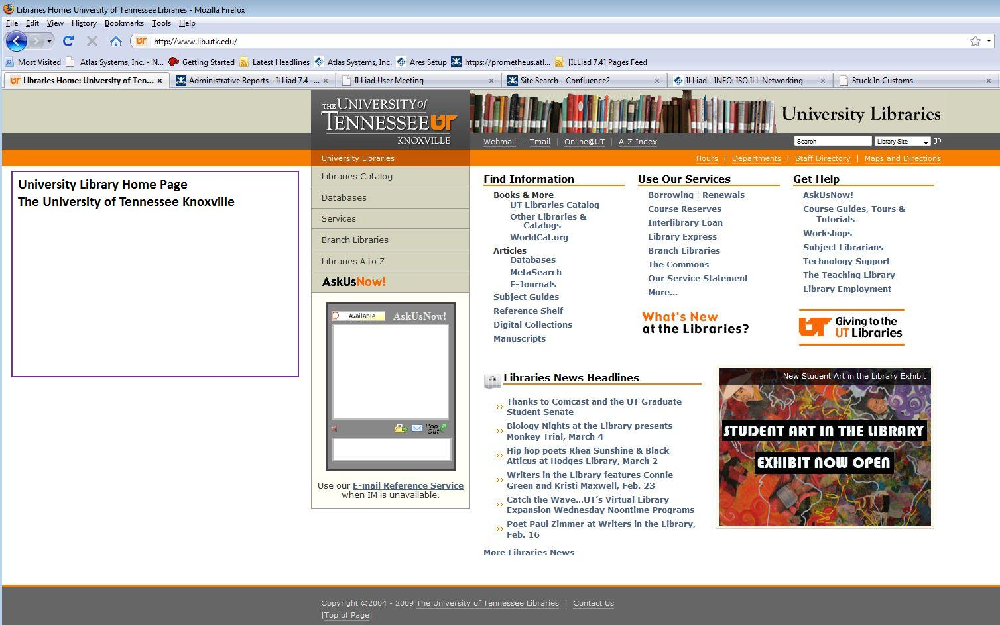 Libraries Home: University of Tennessee Libraries - Mozilla Firefox
File Edit View History Bookmarks Tools Help
http://www.lib.utk.edu/
Most Visited Atlas Systems, Inc. - N... Getting Started Latest Headlines Atlas Systems, Inc. Ares Setup https://prometheus.atl... [ILLiad 7.4] Pages Feed
Libraries Home: University of Ten... Administrative Reports - ILLiad 7.4 -... ILLiad User Meeting Site Search - Confluence2 ILLiad - INFO: ISO ILL Networking Stuck In Customs
THE UNIVERSITY of
TENNESSEE UT
KNOXVILLE
University Libraries
Webmail | Tmail | Online@UT | A-Z Index
Search Library Site go
University Libraries
Hours | Departments | Staff Directory | Maps and Directions
University Library Home Page
The University of Tennessee Knoxville
Libraries Catalog
Databases
Services
Branch Libraries
Libraries A to Z
AskUsNow!
Available AskUsNow!
Pop
Out
Use our E-mail Reference Service
when IM is unavailable.
Find Information
Books & More
UT Libraries Catalog
Other Libraries &
Catalogs
WorldCat.org
Articles
Databases
MetaSearch
E-Journals
Subject Guides
Reference Shelf
Digital Collections
Manuscripts
Use Our Services
Borrowing | Renewals
Course Reserves
Interlibrary Loan
Library Express
Branch Libraries
The Commons
Our Service Statement
More...
What's New
at the Libraries?
Get Help
AskUsNow!
Course Guides, Tours &
Tutorials
Workshops
Subject Librarians
Technology Support
The Teaching Library
Library Employment
UT Giving to the
UT Libraries
Libraries News Headlines
Thanks to Comcast and the UT Graduate
Student Senate
Biology Nights at the Library presents
Monkey Trial, March 4
Hip hop poets Rhea Sunshine & Black
Atticus at Hodges Library, March 2
Writers in the Library features Connie
Green and Kristi Maxwell, Feb. 23
Catch the Wave...UT's Virtual Library
Expansion Wednesday Noontime Programs
Poet Paul Zimmer at Writers in the Library,
Feb. 16
More Libraries News
New Student Art in the Library Exhibit
STUDENT ART IN THE LIBRARY
EXHIBIT NOW OPEN
Copyright ©2004 - 2009 The University of Tennessee Libraries | Contact Us
|Top of Page|